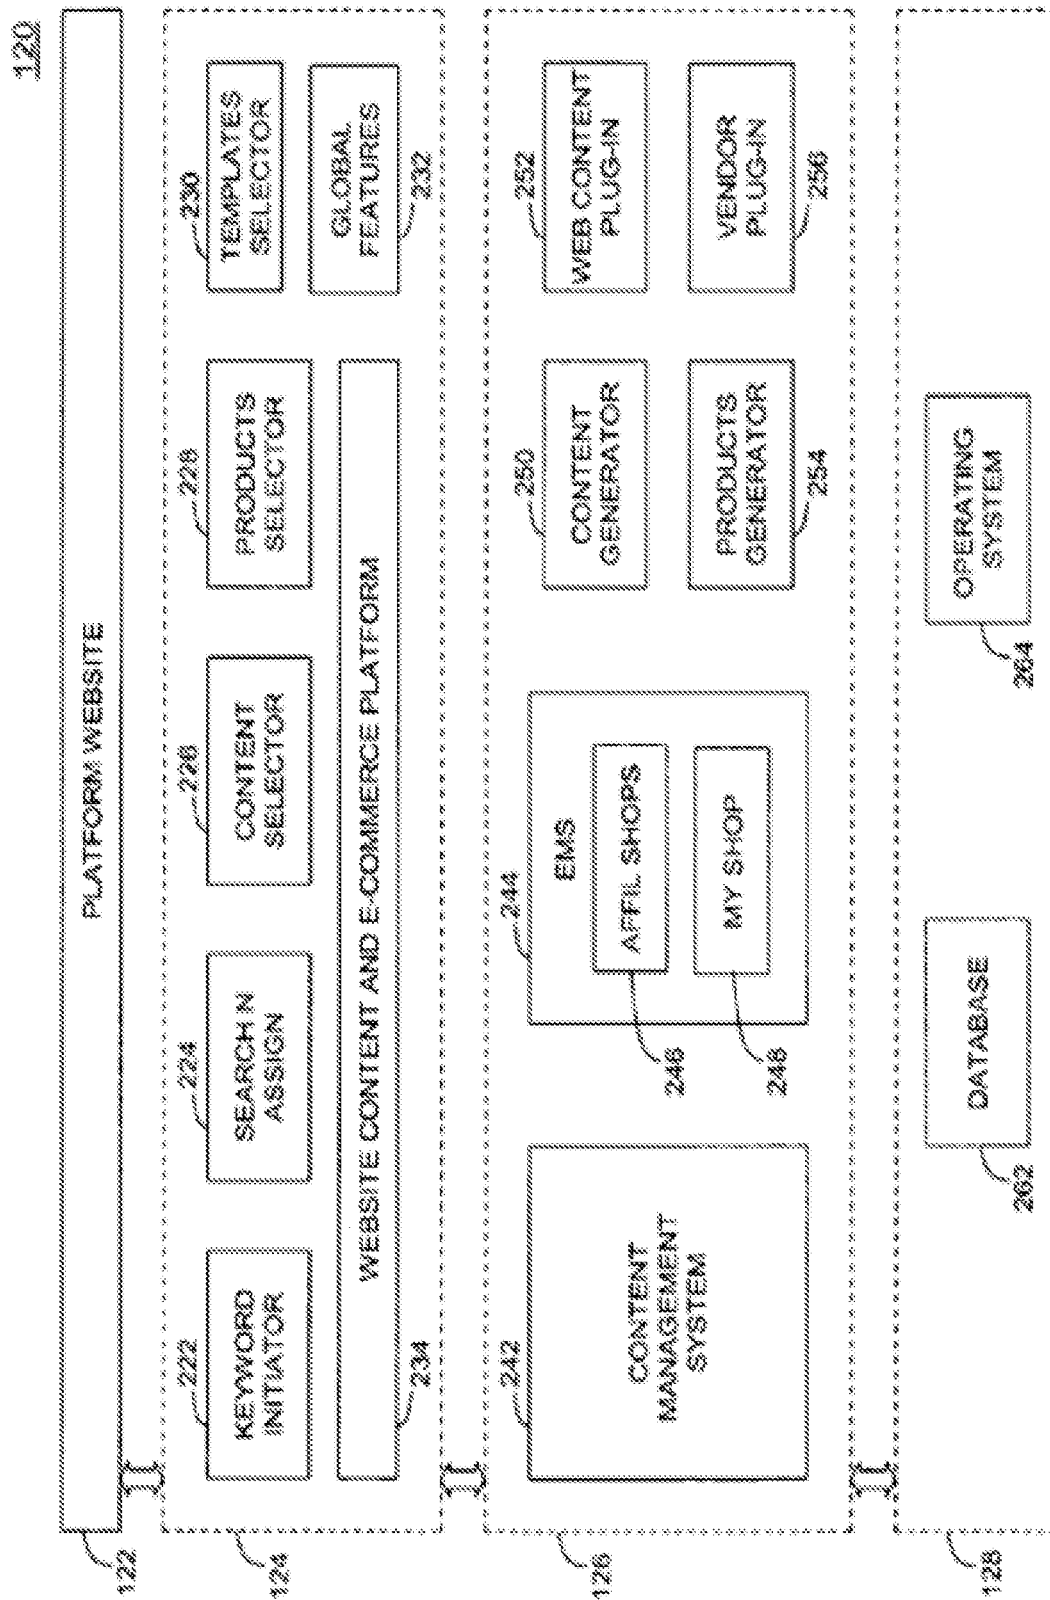 120
PLATFORM WEBSITE
122
222
KEYWORD
INITIATOR
224
SEARCH N
ASSIGN
226
CONTENT
SELECTOR
228
PRODUCTS
SELECTOR
230
TEMPLATES
SELECTOR
GLOBAL
FEATURES
232
WEBSITE CONTENT AND E-COMMERCE PLATFORM
234
124
242
CONTENT
MANAGEMENT
SYSTEM
244
EMS
AFFIL SHOPS
246
MY SHOP
248
250
CONTENT
GENERATOR
252
WEB CONTENT
PLUG-IN
PRODUCTS
GENERATOR
254
VENDOR
PLUG-IN
256
126
DATABASE
262
OPERATING
SYSTEM
264
128